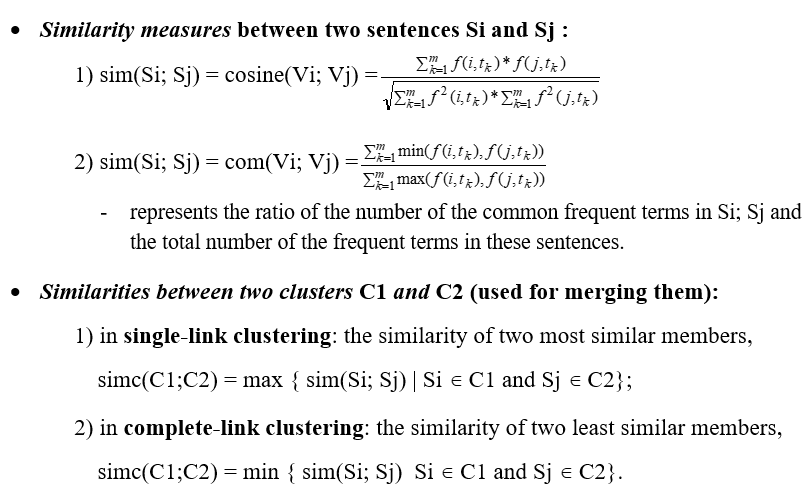 • Similarity measures between two sentences Si and Sj :
1) sim(Si; Sj) = cosine(Vi; Vj) = \frac{\sum_{k=1}^{m} f(i,t_k)*f(j,t_k)}{\sqrt{\sum_{k=1}^{m} f^2(i,t_k)*\sum_{k=1}^{m} f^2(j,t_k)}}
2) sim(Si; Sj) = com(Vi; Vj) = \frac{\sum_{k=1}^{m} \min(f(i,t_k),f(j,t_k))}{\sum_{k=1}^{m} \max(f(i,t_k),f(j,t_k))}
- represents the ratio of the number of the common frequent terms in Si; Sj and
the total number of the frequent terms in these sentences.
• Similarities between two clusters C1 and C2 (used for merging them):
1) in single-link clustering: the similarity of two most similar members,
simc(C1;C2) = max { sim(Si; Sj) | Si ∈ C1 and Sj ∈ C2};
2) in complete-link clustering: the similarity of two least similar members,
simc(C1;C2) = min { sim(Si; Sj)  Si ∈ C1 and Sj ∈ C2}.